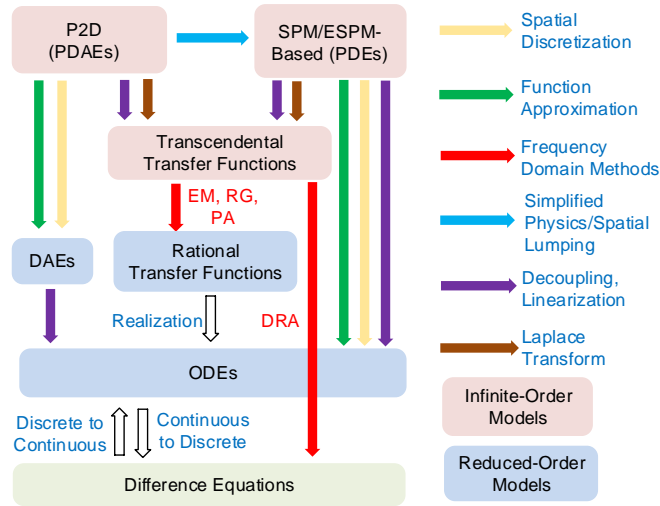 P2D
(PDAEs)
SPM/ESPM-
Based (PDEs)
Transcendental
Transfer Functions
EM, RG,
PA
DAEs
Rational
Transfer Functions
Realization
DRA
ODEs
Discrete to
Continuous
Continuous
to Discrete
Difference Equations
Spatial
Discretization
Function
Approximation
Frequency
Domain Methods
Simplified
Physics/Spatial
Lumping
Decoupling,
Linearization
Laplace
Transform
Infinite-Order
Models
Reduced-Order
Models